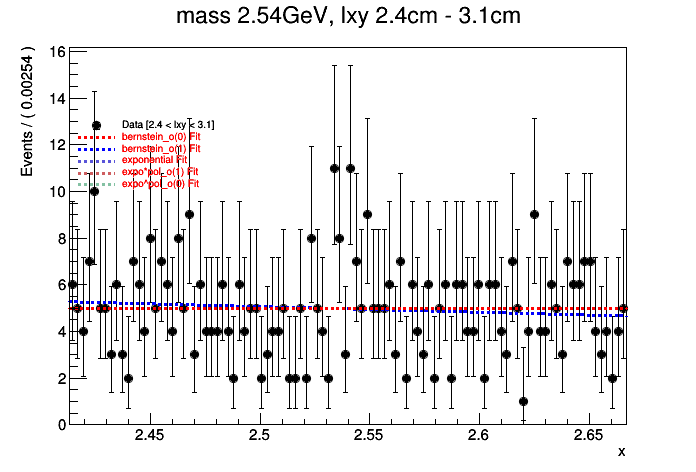 mass 2.54GeV, lxy 2.4cm - 3.1cm
Events / ( 0.00254 )
16
14
12
10
8
6
4
2
0
Data [2.4 < lxy < 3.1]
bernstein_o(0) Fit
bernstein_o(1) Fit
exponential Fit
expo*pol_o(1) Fit
expo^pol_o(0) Fit
2.45 2.5 2.55 2.6 2.65
x